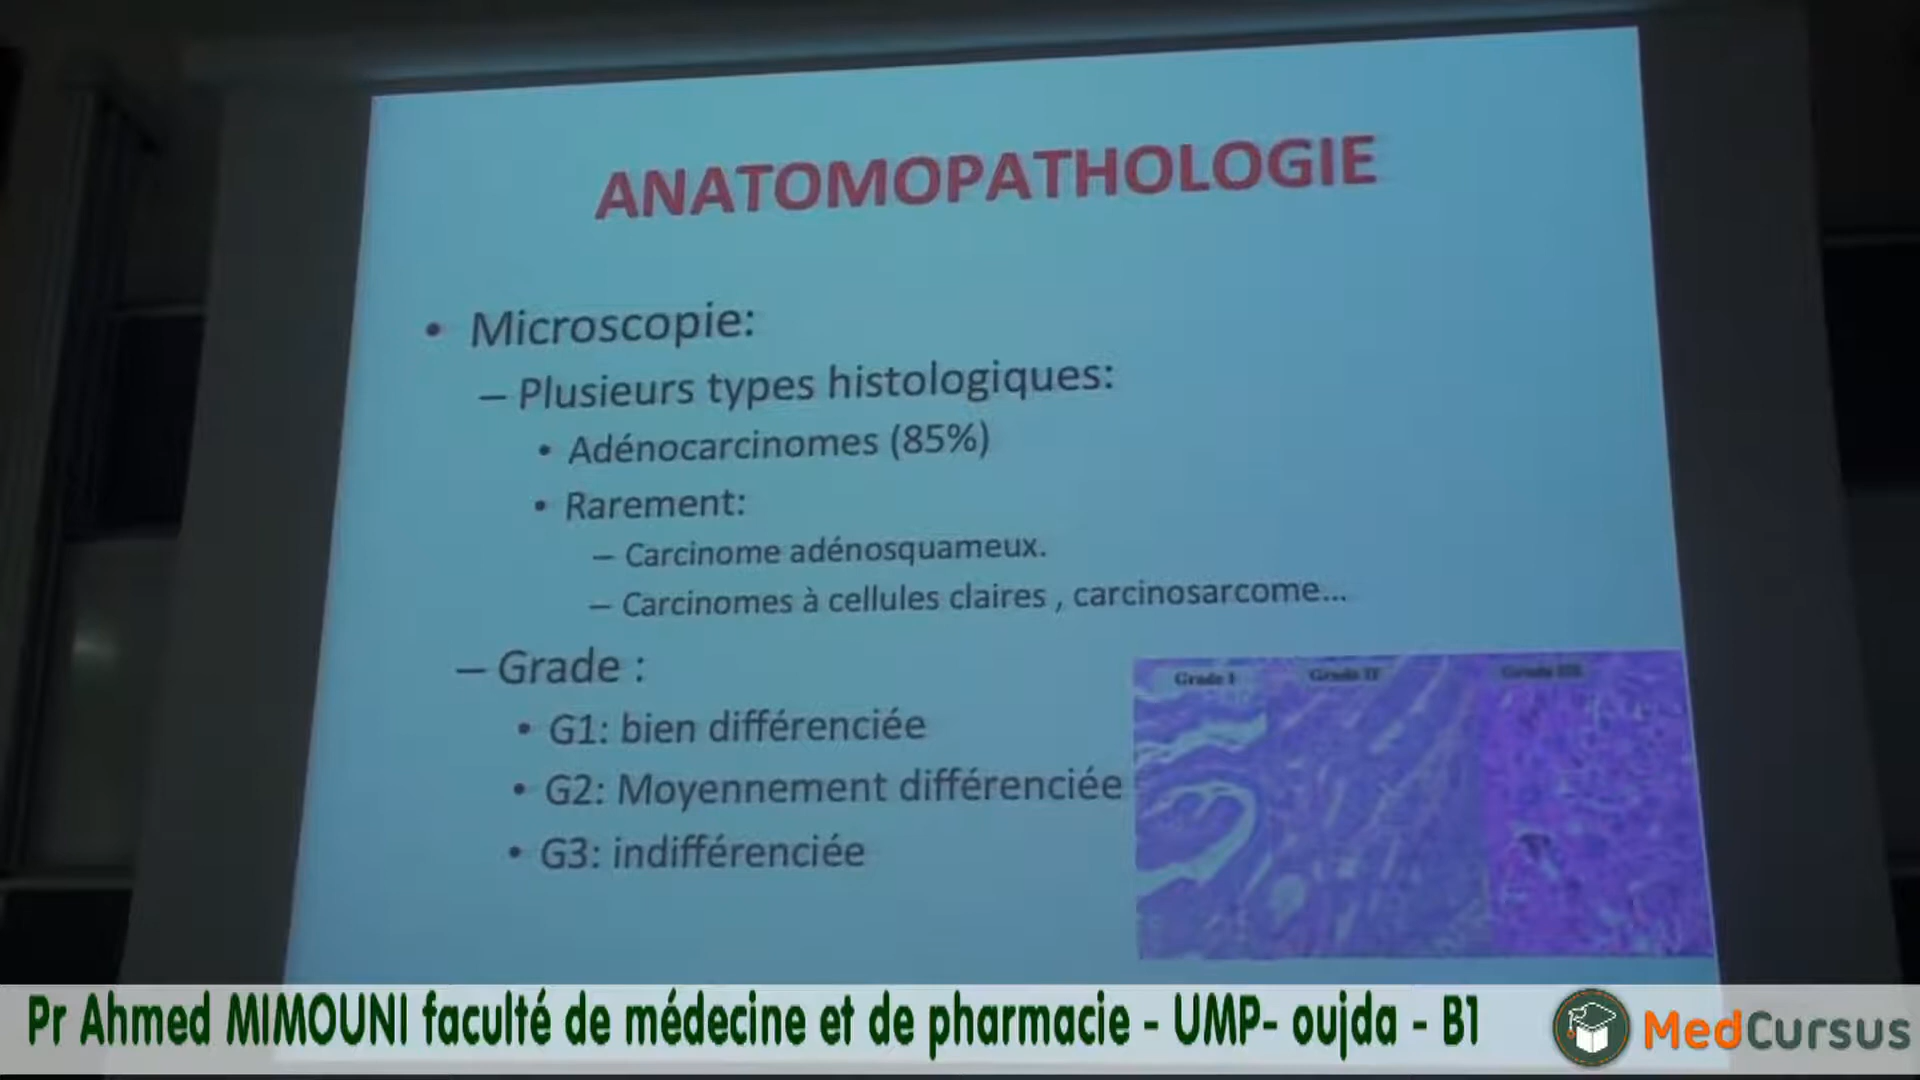 ANATOMOPATHOLOGIE
• Microscopie:
– Plusieurs types histologiques:
• Adénocarcinomes (85%)
• Rarement:
– Carcinome adénosquameux.
– Carcinomes à cellules claires , carcinosarcome...
– Grade :
• G1: bien différenciée
• G2: Moyennement différenciée
• G3: indifférenciée
Grade I Grade II Grade III
Pr Ahmed MIMOUNI faculté de médecine et de pharmacie - UMP- oujda - B1
MedCursus